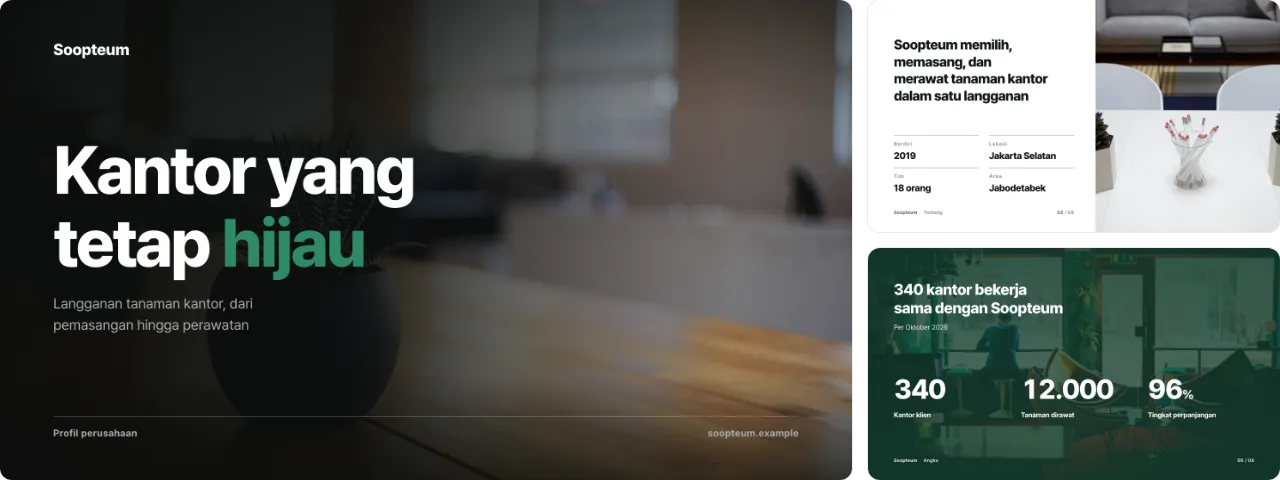 Soopteum
Kantor yang
tetap hijau
Langganan tanaman kantor, dari
pemasangan hingga perawatan
Profil perusahaan
soopteum.example
Soopteum memilih,
memasang, dan
merawat tanaman kantor
dalam satu langganan
Berdiri
2019
Lokasi
Jakarta Selatan
Tim
18 orang
Area
Jabodetabek
Soopteum · Tentang
02 / 05
340 kantor bekerja
sama dengan Soopteum
Per Oktober 2026
340
Kantor klien
12.000
Tanaman dirawat
96%
Tingkat perpanjangan
Soopteum · Angka